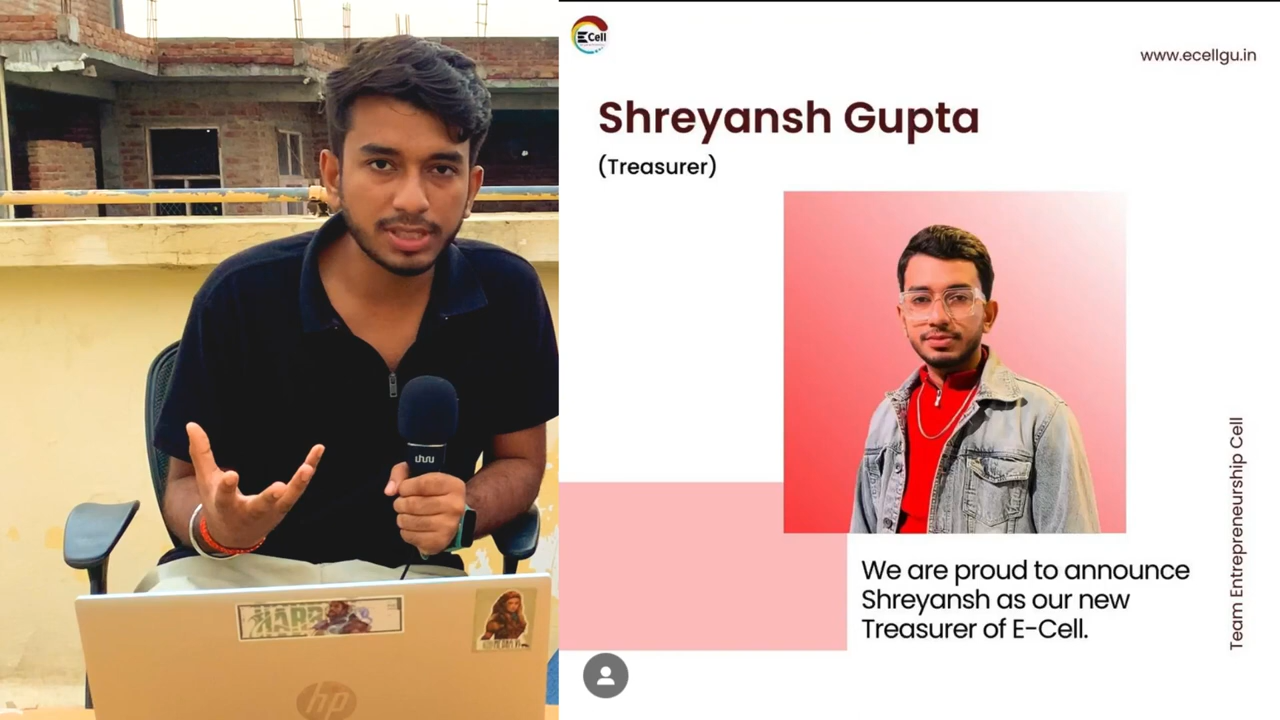 hp
E Cell
www.ecellgu.in
Shreyansh Gupta
(Treasurer)
We are proud to announce
Shreyansh as our new
Treasurer of E-Cell.
Team Entrepreneurship Cell